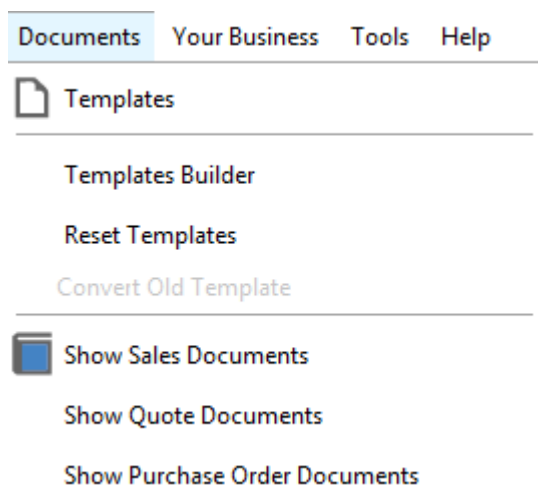 Documents Your Business Tools Help
Templates
Templates Builder
Reset Templates
Convert Old Template
Show Sales Documents
Show Quote Documents
Show Purchase Order Documents